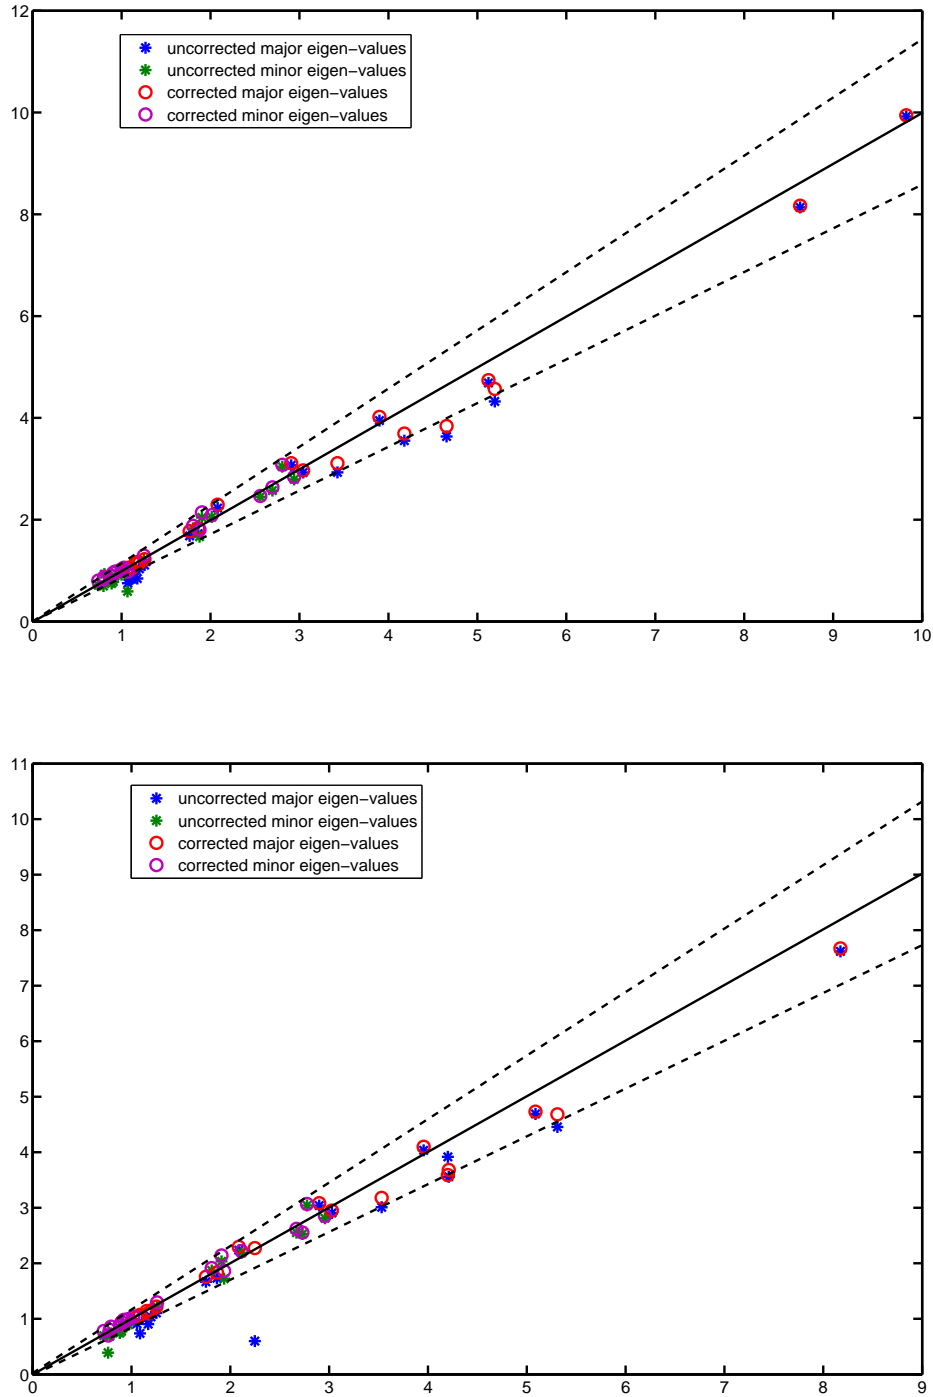 12
10
8
6
4
2
0
uncorrected major eigen−values
uncorrected minor eigen−values
corrected major eigen−values
corrected minor eigen−values
0 1 2 3 4 5 6 7 8 9 10
11
10
9
8
7
6
5
4
3
2
1
0
uncorrected major eigen−values
uncorrected minor eigen−values
corrected major eigen−values
corrected minor eigen−values
0 1 2 3 4 5 6 7 8 9